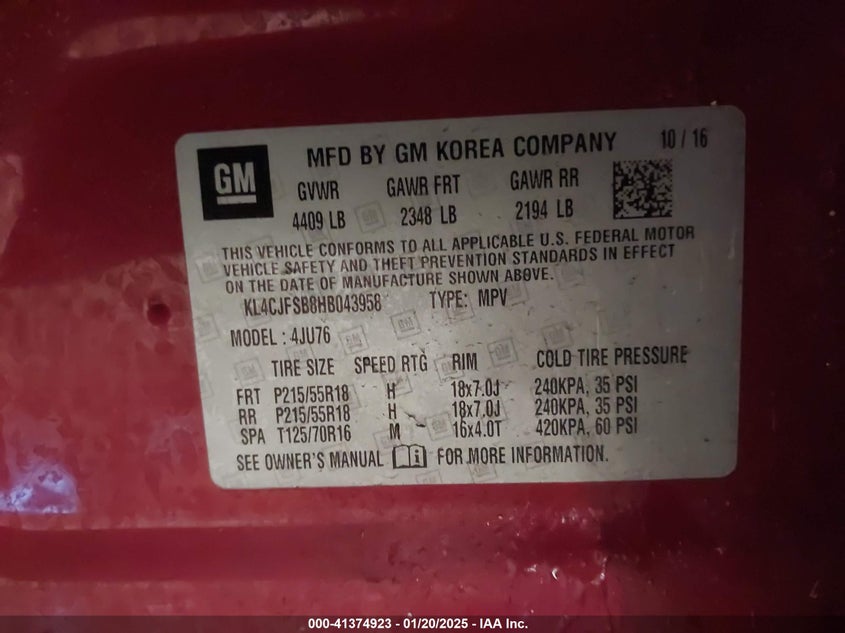 GM
MFD BY GM KOREA COMPANY 10 / 16
GVWR GAWR FRT GAWR RR
4409 LB 2348 LB 2194 LB
THIS VEHICLE CONFORMS TO ALL APPLICABLE U.S. FEDERAL MOTOR
VEHICLE SAFETY AND THEFT PREVENTION STANDARDS IN EFFECT
ON THE DATE OF MANUFACTURE SHOWN ABOVE.
KL4CJFSB8HB043958 TYPE: MPV
MODEL : 4JU76
TIRE SIZE SPEED RTG RIM COLD TIRE PRESSURE
FRT P215/55R18 H 18x7.0J 240KPA, 35 PSI
RR P215/55R18 H 18x7.0J 240KPA, 35 PSI
SPA T125/70R16 M 16x4.0T 420KPA, 60 PSI
SEE OWNER'S MANUAL FOR MORE INFORMATION.
000-41374923 - 01/20/2025 - IAA Inc.